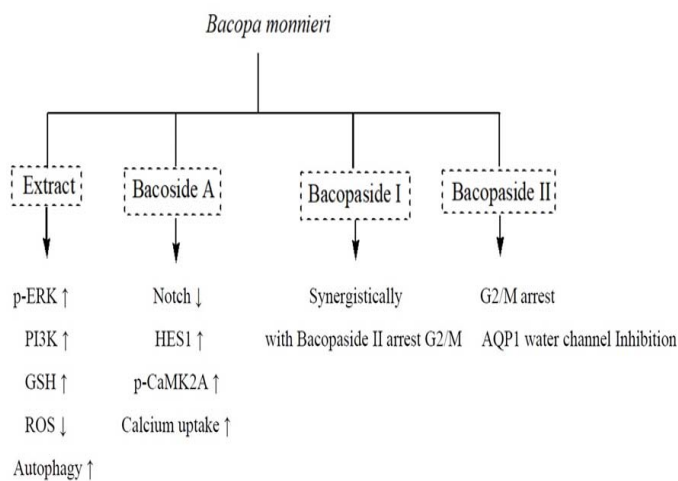 Bacopa monnieri
Extract
Bacoside A
Bacopaside I
Bacopaside II
p-ERK ↑
PI3K ↑
GSH ↑
ROS ↓
Autophagy ↑
Notch ↓
HES1 ↑
p-CaMK2A ↑
Calcium uptake ↑
Synergistically
with Bacopaside II arrest G2/M
G2/M arrest
AQP1 water channel Inhibition